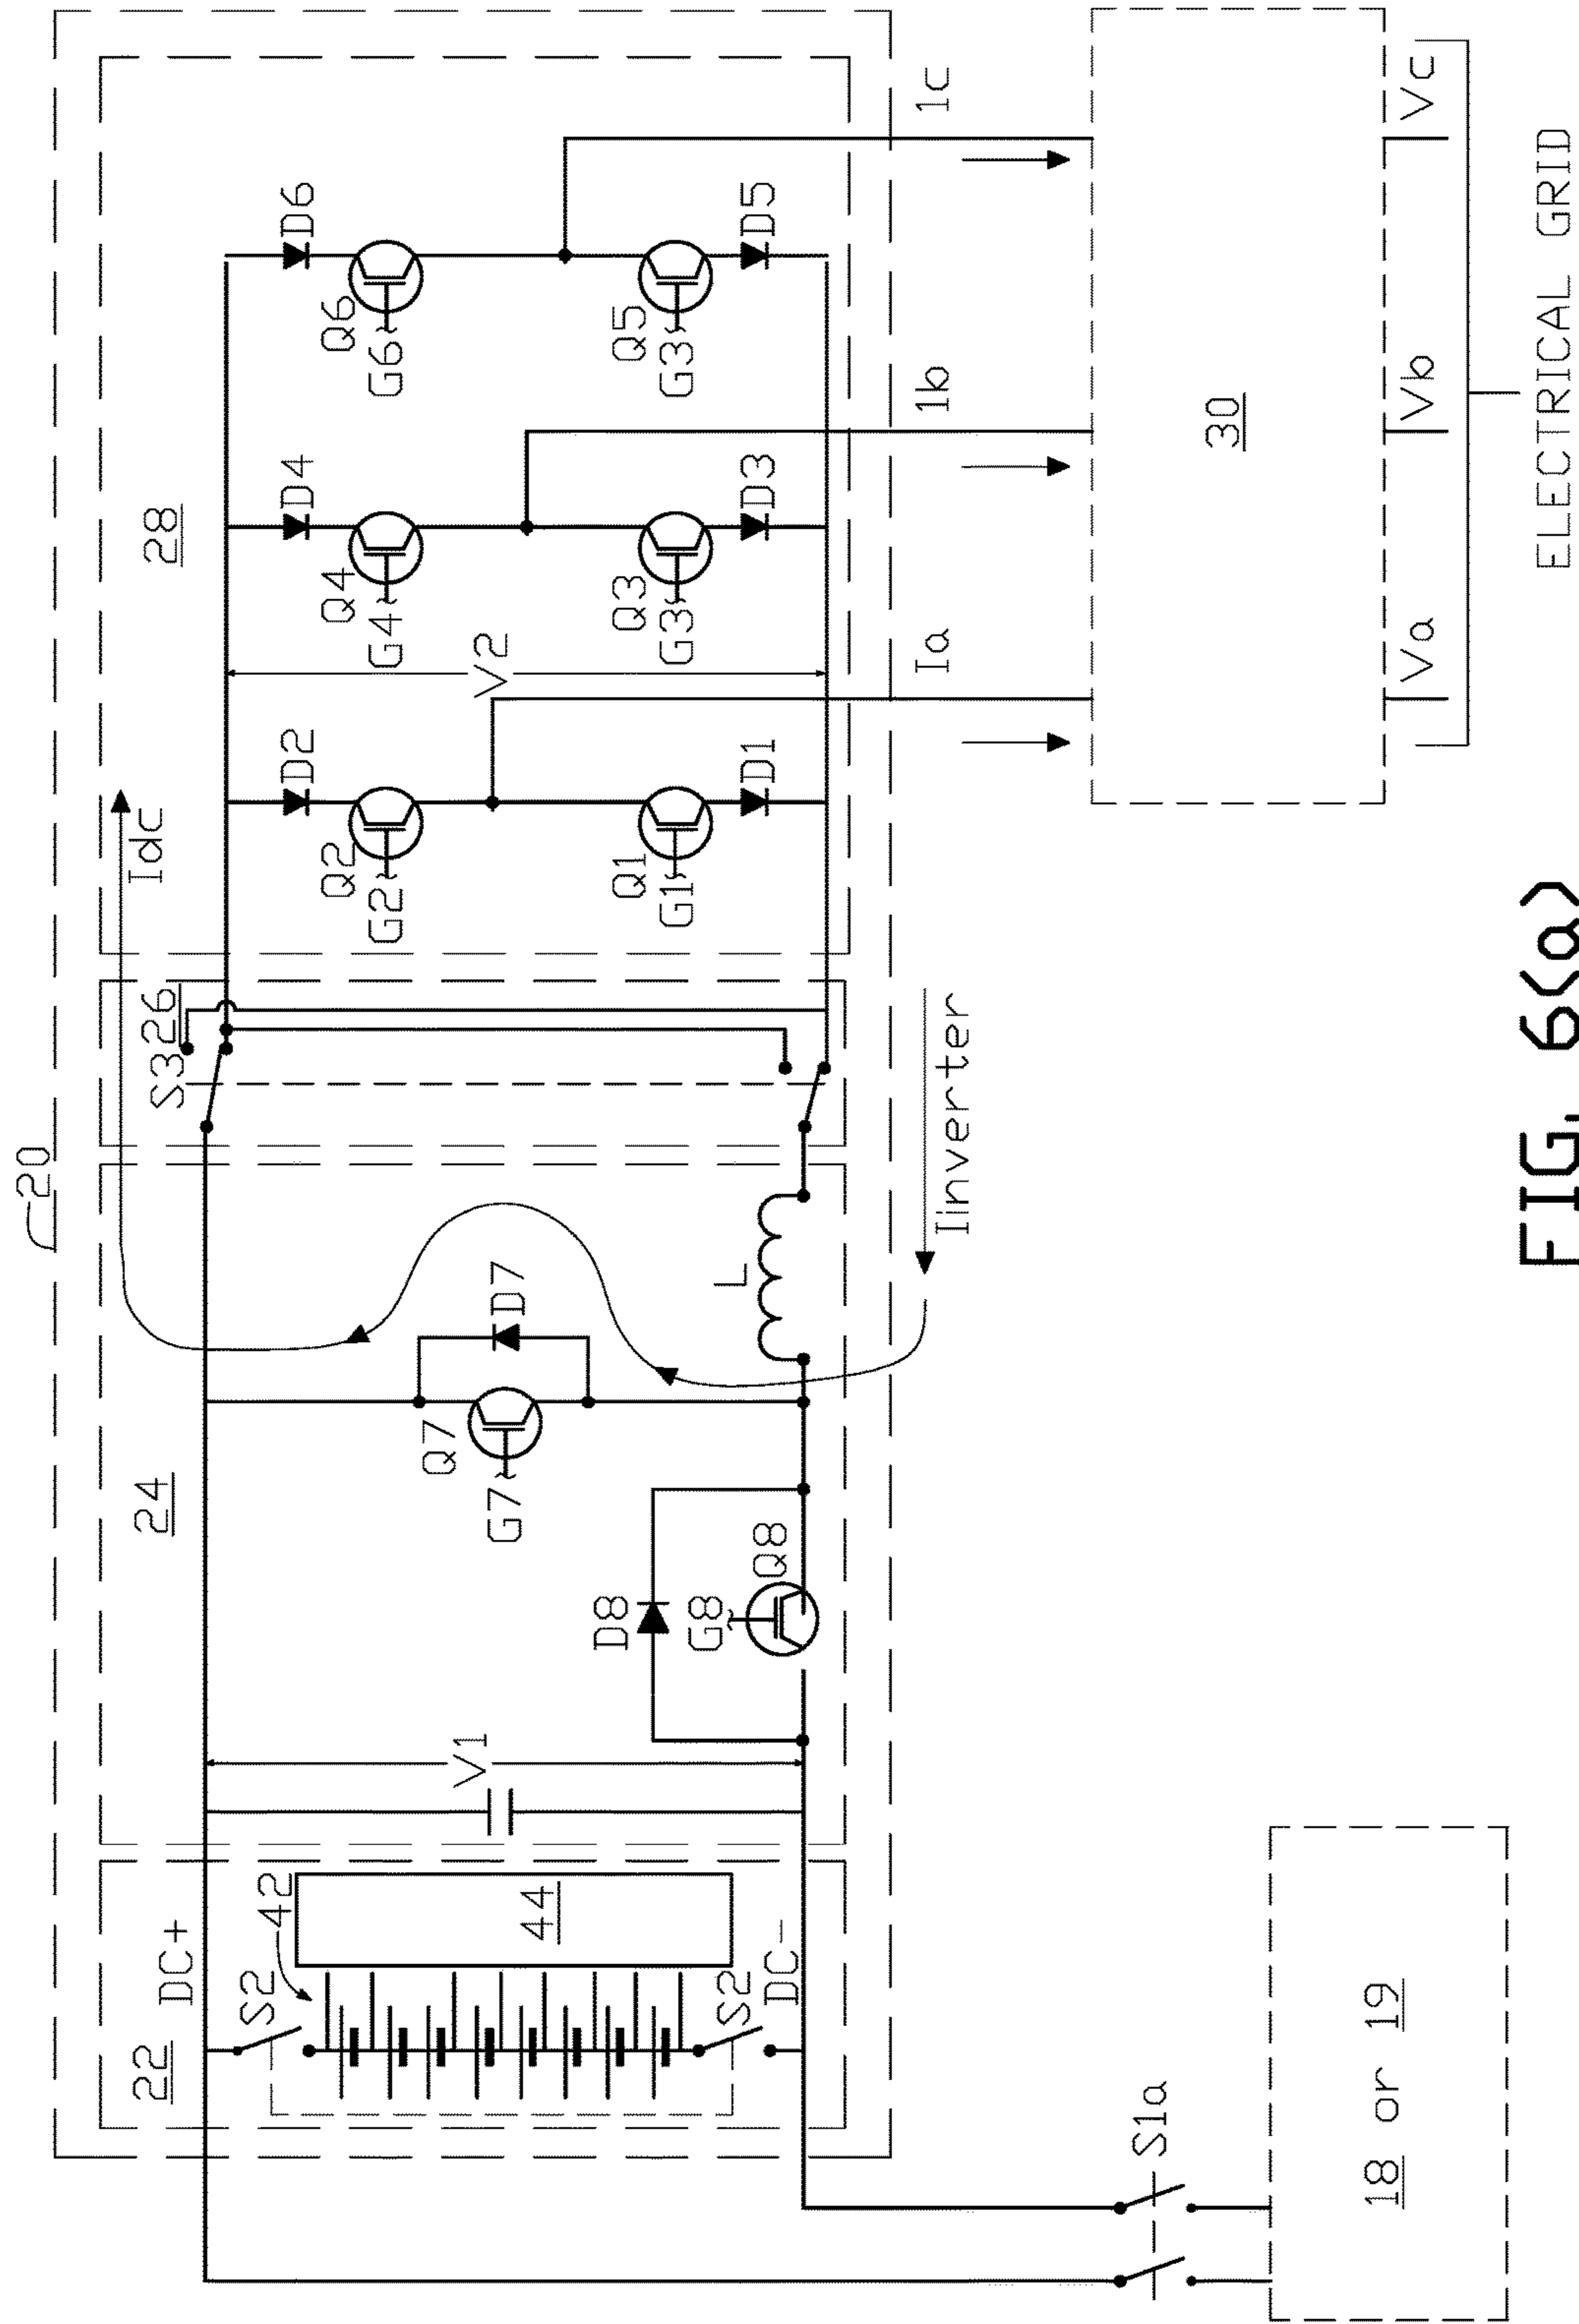 20
22
DC+
S2
42
44
S2
DC-
24
V1
D8
G8
Q8
Q7
G7
D7
L
S3
26
Idc
Iinverter
28
D2
Q2
G2
Q1
G1
D1
V2
D4
Q4
G4
Q3
G3
D3
D6
Q6
G6
Q5
G3
D5
Ia
1b
1c
30
Va
Vb
Vc
ELECTRICAL GRID
S1a
18 or 19
FIG. 6(a)